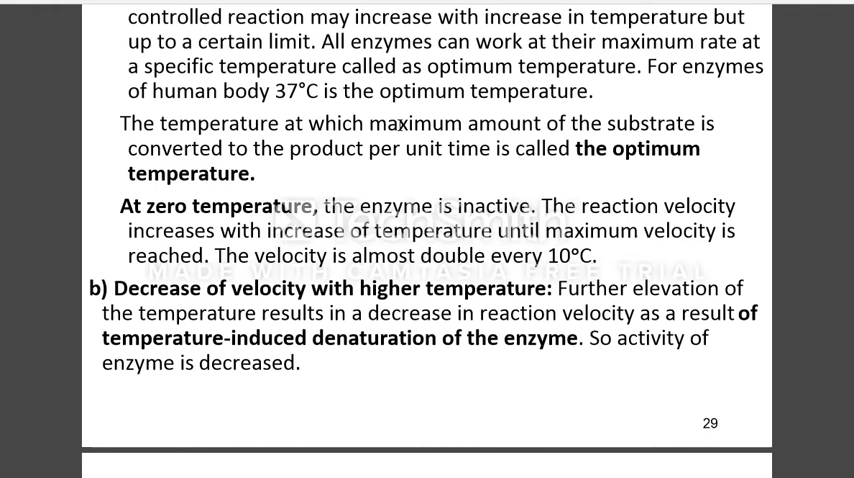 controlled reaction may increase with increase in temperature but
up to a certain limit. All enzymes can work at their maximum rate at
a specific temperature called as optimum temperature. For enzymes
of human body 37°C is the optimum temperature.
The temperature at which maximum amount of the substrate is
converted to the product per unit time is called the optimum
temperature.
At zero temperature, the enzyme is inactive. The reaction velocity
increases with increase of temperature until maximum velocity is
reached. The velocity is almost double every 10°C.
TechSmith
MADE WITH CAMTASIA FREE TRIAL
b) Decrease of velocity with higher temperature: Further elevation of
the temperature results in a decrease in reaction velocity as a result of
temperature-induced denaturation of the enzyme. So activity of
enzyme is decreased.
29